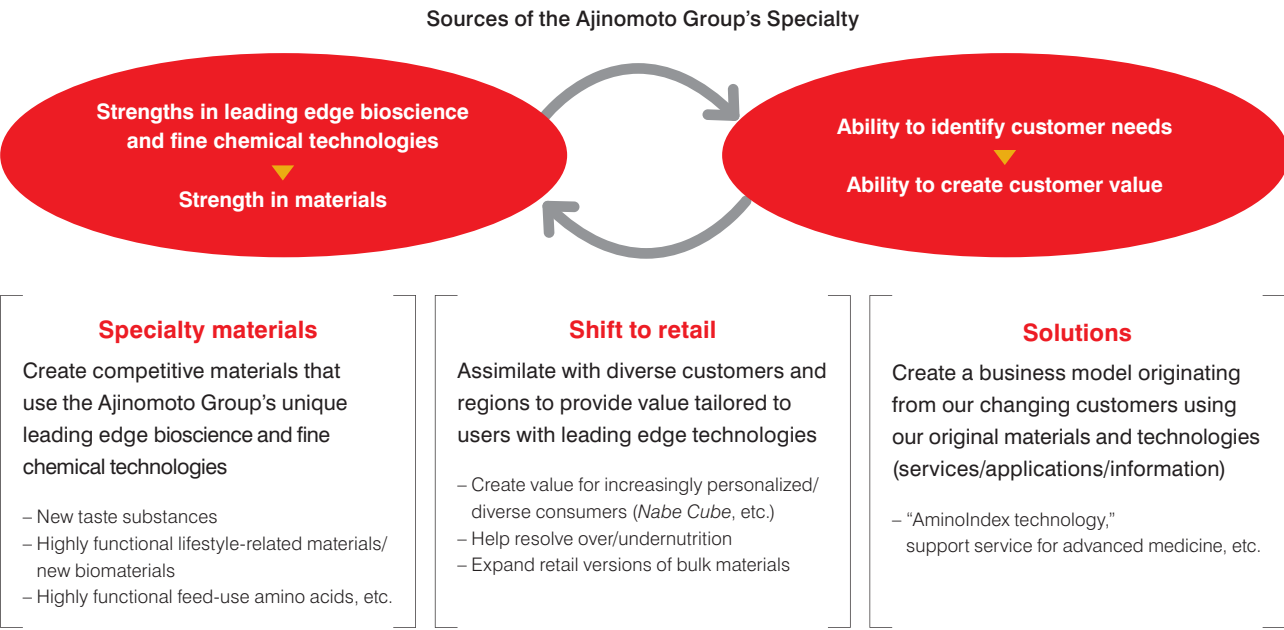 Sources of the Ajinomoto Group’s Specialty
Strengths in leading edge bioscience
and fine chemical technologies
Strength in materials
Ability to identify customer needs
Ability to create customer value
Specialty materials
Create competitive materials that
use the Ajinomoto Group’s unique
leading edge bioscience and fine
chemical technologies
– New taste substances
– Highly functional lifestyle-related materials/
new biomaterials
– Highly functional feed-use amino acids, etc.
Shift to retail
Assimilate with diverse customers and
regions to provide value tailored to
users with leading edge technologies
– Create value for increasingly personalized/
diverse consumers (Nabe Cube, etc.)
– Help resolve over/undernutrition
– Expand retail versions of bulk materials
Solutions
Create a business model originating
from our changing customers using
our original materials and technologies
(services/applications/information)
– “AminoIndex technology,”
support service for advanced medicine, etc.